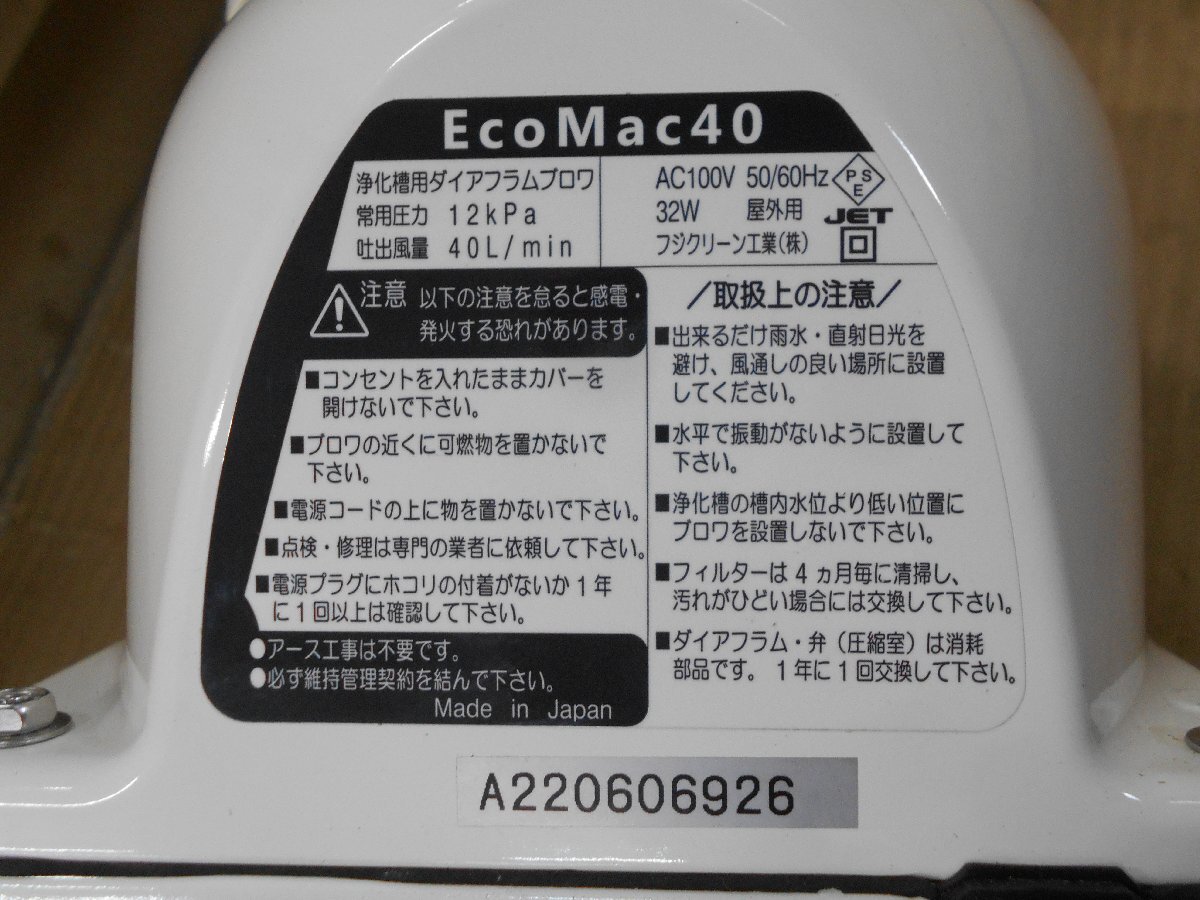 EcoMac40
浄化槽用ダイアフラムブロワ
常用圧力 12kPa
吐出風量 40L/min
AC100V 50/60Hz
32W 屋外用
フジクリーン工業(株)
PSE
JET
注意 以下の注意を怠ると感電・
発火する恐れがあります。
■コンセントを入れたままカバーを
開けないで下さい。
■ブロワの近くに可燃物を置かないで
下さい。
■電源コードの上に物を置かないで下さい。
■点検・修理は専門の業者に依頼して下さい。
■電源プラグにホコリの付着がないか1年
に1回以上は確認して下さい。
●アース工事は不要です。
●必ず維持管理契約を結んで下さい。
Made in Japan
/取扱上の注意/
■出来るだけ雨水・直射日光を
避け、風通しの良い場所に設置
してください。
■水平で振動がないように設置して
下さい。
■浄化槽の槽内水位より低い位置に
ブロワを設置しないで下さい。
■フィルターは4ヵ月毎に清掃し、
汚れがひどい場合には交換して下さい。
■ダイアフラム・弁（圧縮室）は消耗
部品です。1年に1回交換して下さい。
A220606926